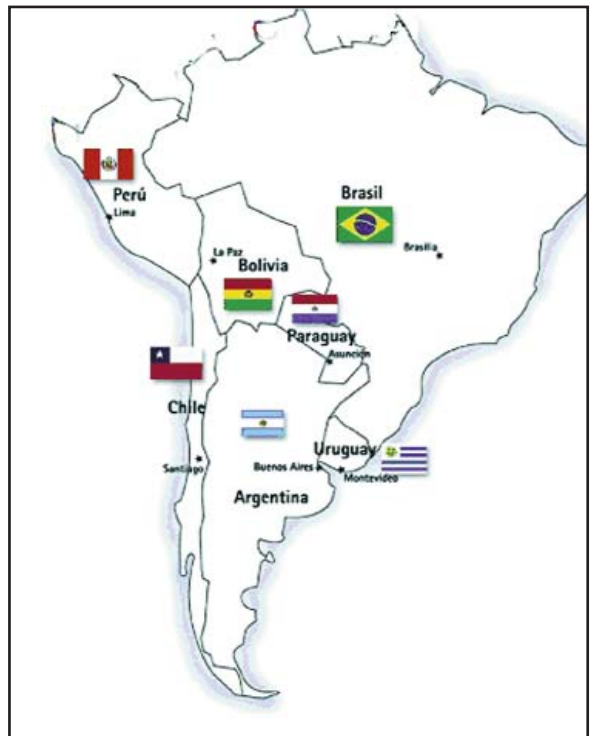 Perú
Lima
Brasil
Brasilia
La Paz
Bolivia
Paraguay
Asunción
Chile
Uruguay
Santiago
Buenos Aires
Montevideo
Argentina